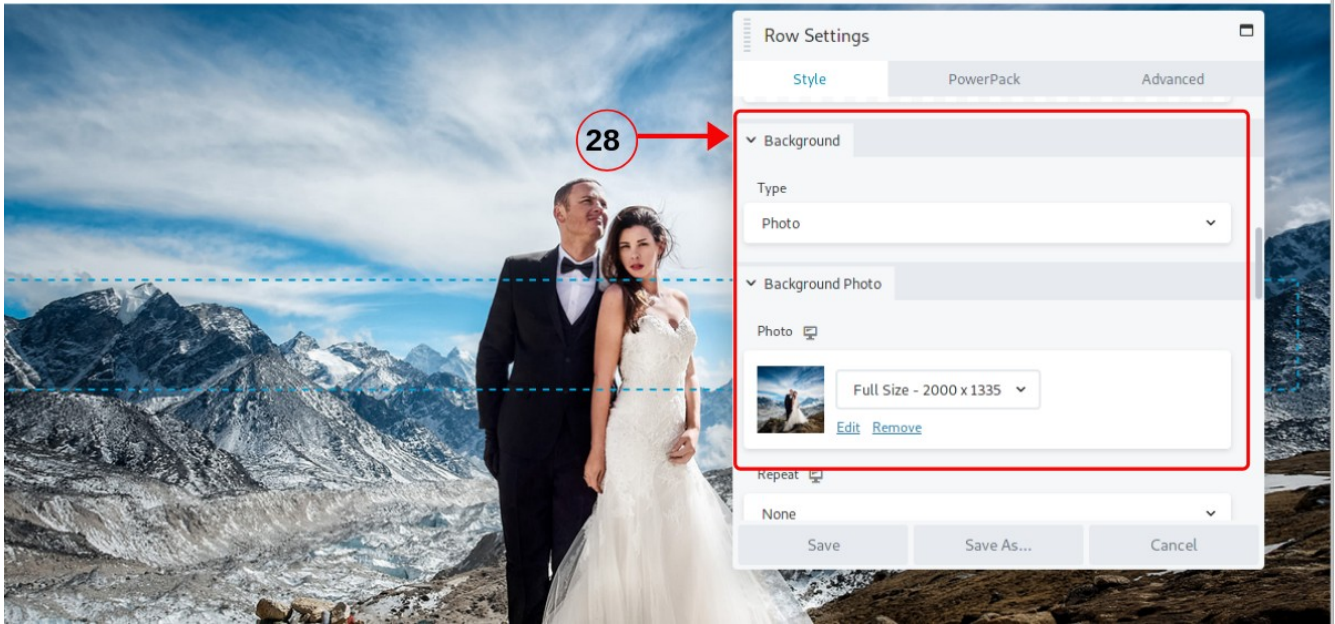 Row Settings
Style PowerPack Advanced
28
Background
Type
Photo
Background Photo
Photo
Full Size - 2000 x 1335
Edit Remove
Repeat
None
Save Save As... Cancel